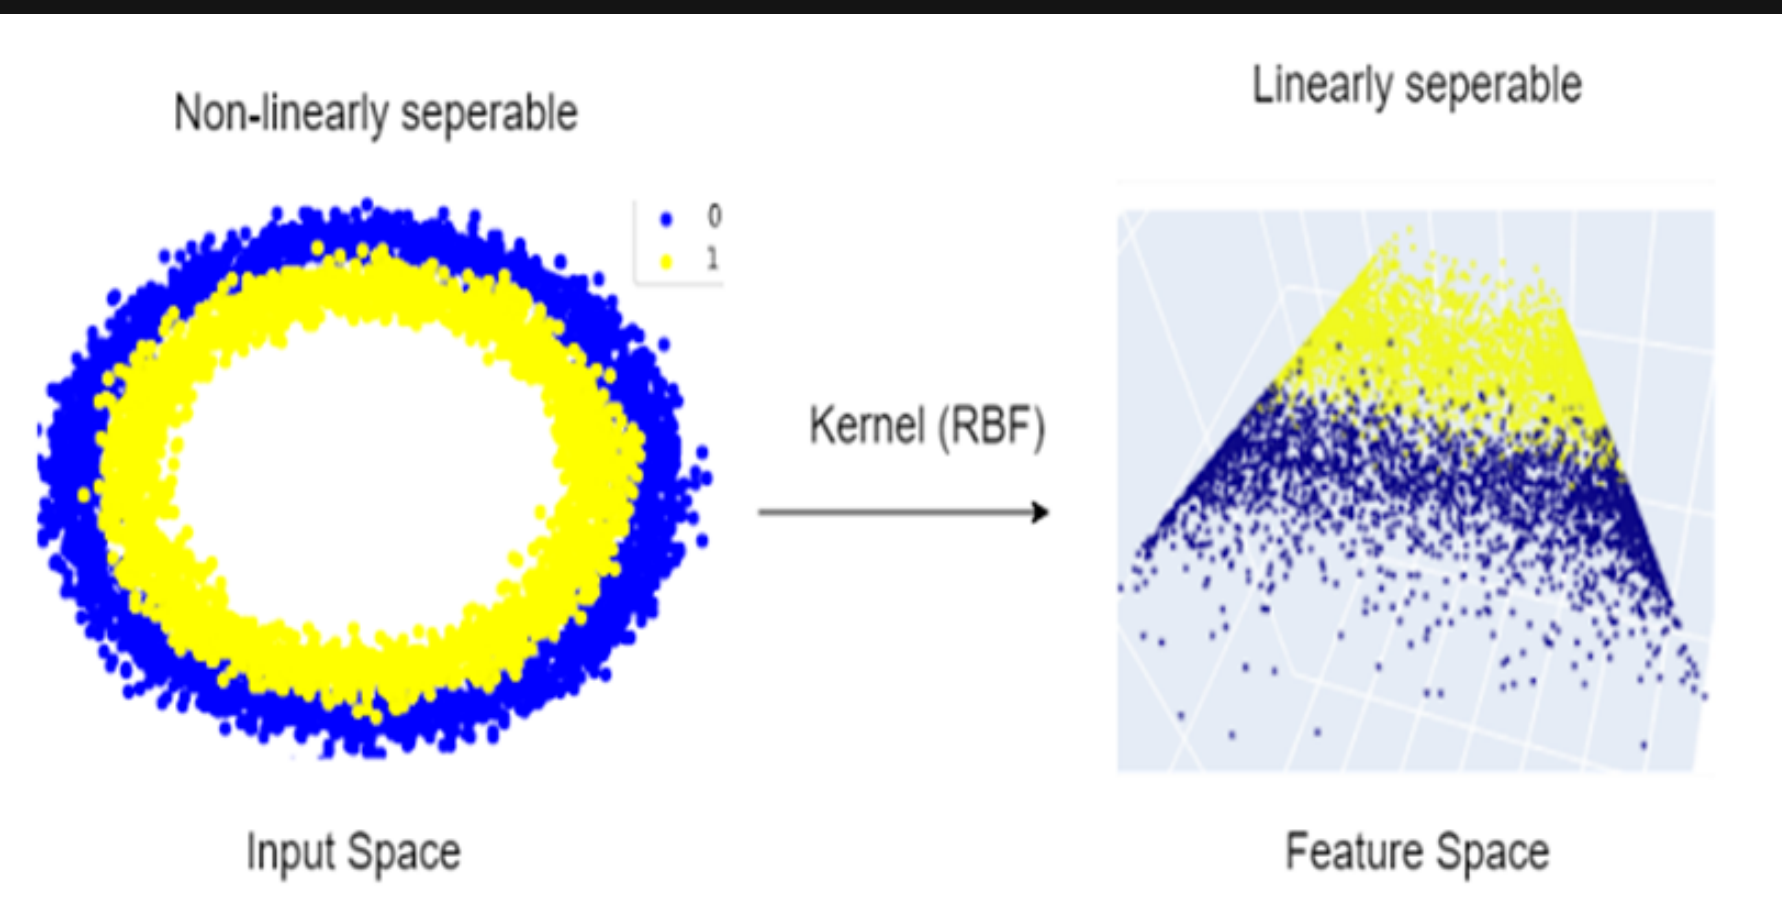 Non-linearly seperable
Linearly seperable
0
1
Kernel (RBF)
Input Space
Feature Space